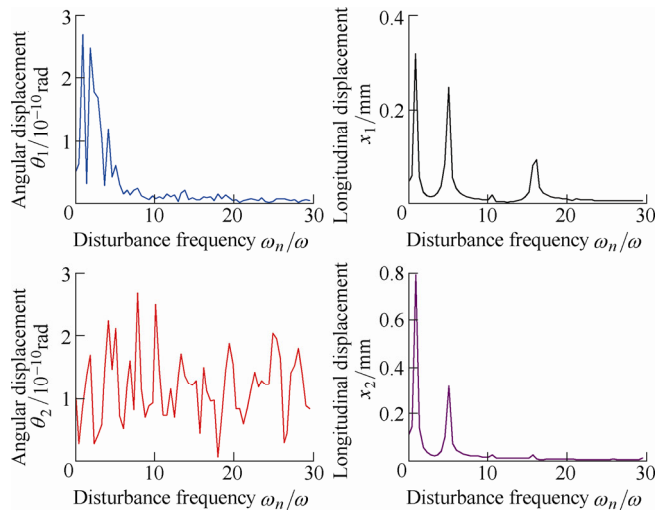 Angular displacement
θ₁/10⁻¹⁰rad
3
2
1
0
10
20
30
Disturbance frequency ωₙ/ω
Longitudinal displacement
x₁/mm
0.4
0.2
0
10
20
30
Disturbance frequency ωₙ/ω
Angular displacement
θ₂/10⁻¹⁰rad
3
2
1
0
10
20
30
Disturbance frequency ωₙ/ω
Longitudinal displacement
x₂/mm
0.8
0.6
0.4
0.2
0
10
20
30
Disturbance frequency ωₙ/ω